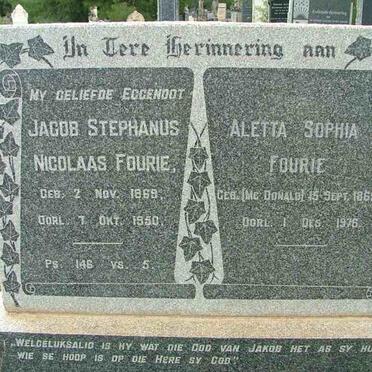 In Tere Herinnering aan
MY GELIEFDE EGGENOOT
JACOB STEPHANUS
NICOLAAS FOURIE,
GEB. 2 NOV. 1869,
OORL. 7 OKT. 1950.
PS 146 VS. 5.
ALETTA SOPHIA
FOURIE
GEB. (MC DONALD) 15 SEPT.
OORL. 1 DES. 1976.
"WELGELUKSALIG IS HY WAT DIE GOD VAN JAKOB HET AS SY
WIE SE HOOP IS OP DIE HERE SY GOD".